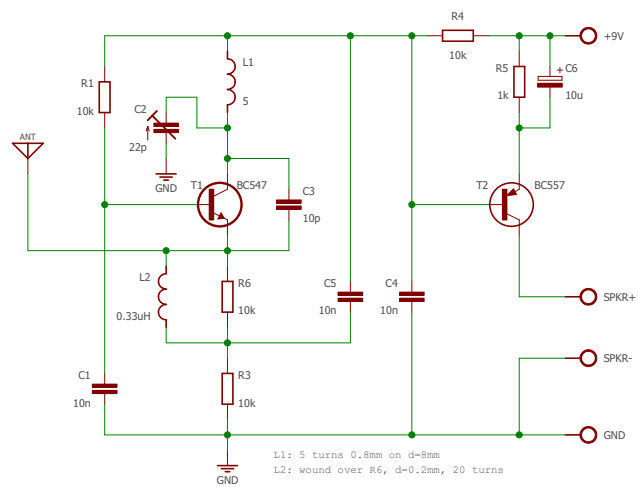 R4
+9V
10k
L1
R5
C6
R1
5
1k
10u
10k
C2
ANT
22p
GND
T1
BC547
C3
10p
T2
BC557
L2
R6
C5
C4
0.33uH
10k
10n
10n
SPKR+
SPKR-
C1
R3
10n
10k
GND
L1: 5 turns 0.8mm on d=8mm
L2: wound over R6, d=0.2mm, 20 turns
GND